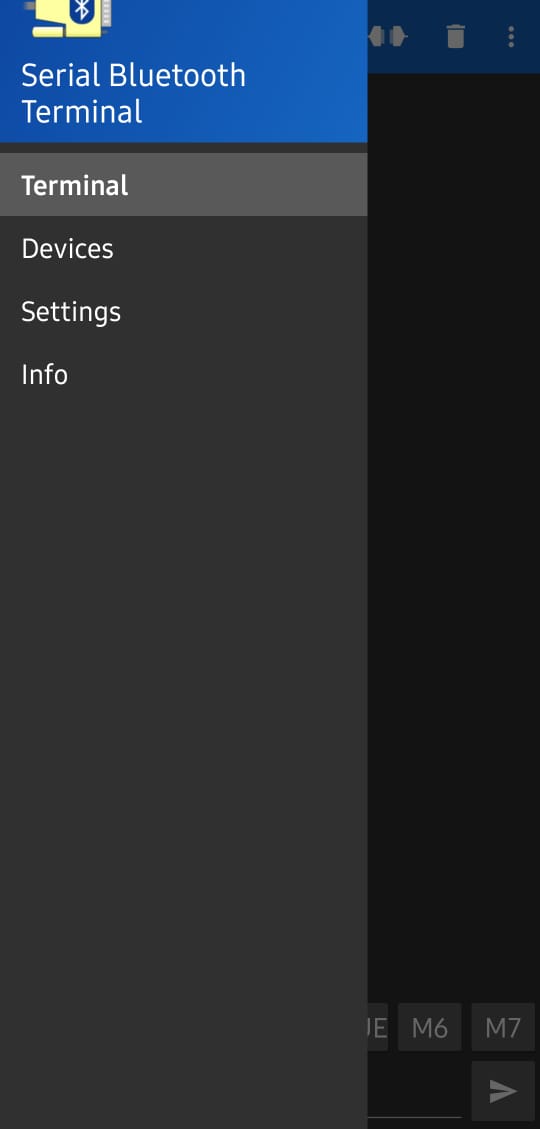 Serial Bluetooth
Terminal
Terminal
Devices
Settings
Info
M6
M7